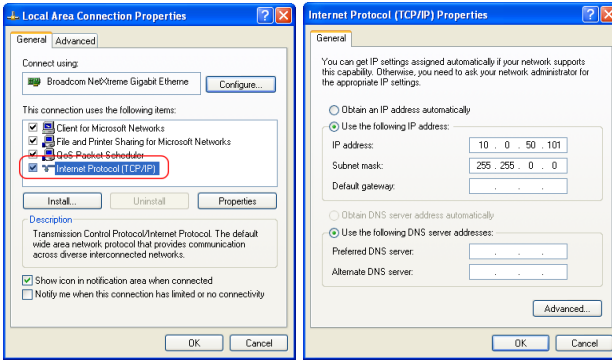 Local Area Connection Properties
General
Advanced
Connect using:
Broadcom NetXtreme Gigabit Etherne
Configure...
This connection uses the following items:
Client for Microsoft Networks
File and Printer Sharing for Microsoft Networks
QoS Packet Scheduler
Internet Protocol (TCP/IP)
Install...
Uninstall
Properties
Description
Transmission Control Protocol/Internet Protocol. The default
wide area network protocol that provides communication
across diverse interconnected networks.
Show icon in notification area when connected
Notify me when this connection has limited or no connectivity
OK
Cancel
Internet Protocol (TCP/IP) Properties
General
You can get IP settings assigned automatically if your network supports
this capability. Otherwise, you need to ask your network administrator for
the appropriate IP settings.
Obtain an IP address automatically
Use the following IP address:
IP address: 10 . 0 . 50 . 101
Subnet mask: 255 . 255 . 0 . 0
Default gateway: . . .
Obtain DNS server address automatically
Use the following DNS server addresses:
Preferred DNS server: . . .
Alternate DNS server: . . .
Advanced...
OK
Cancel